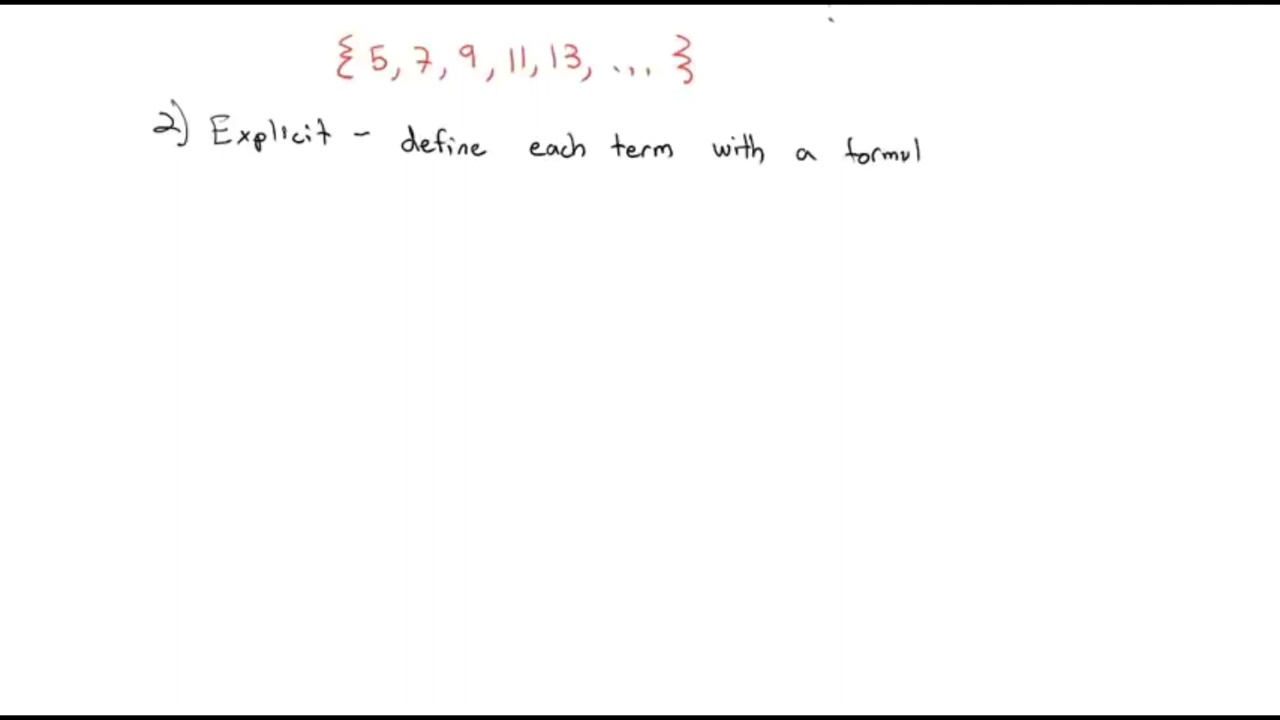 { 5, 7, 9, 11, 13, ... }
2) Explicit - define each term with a formul